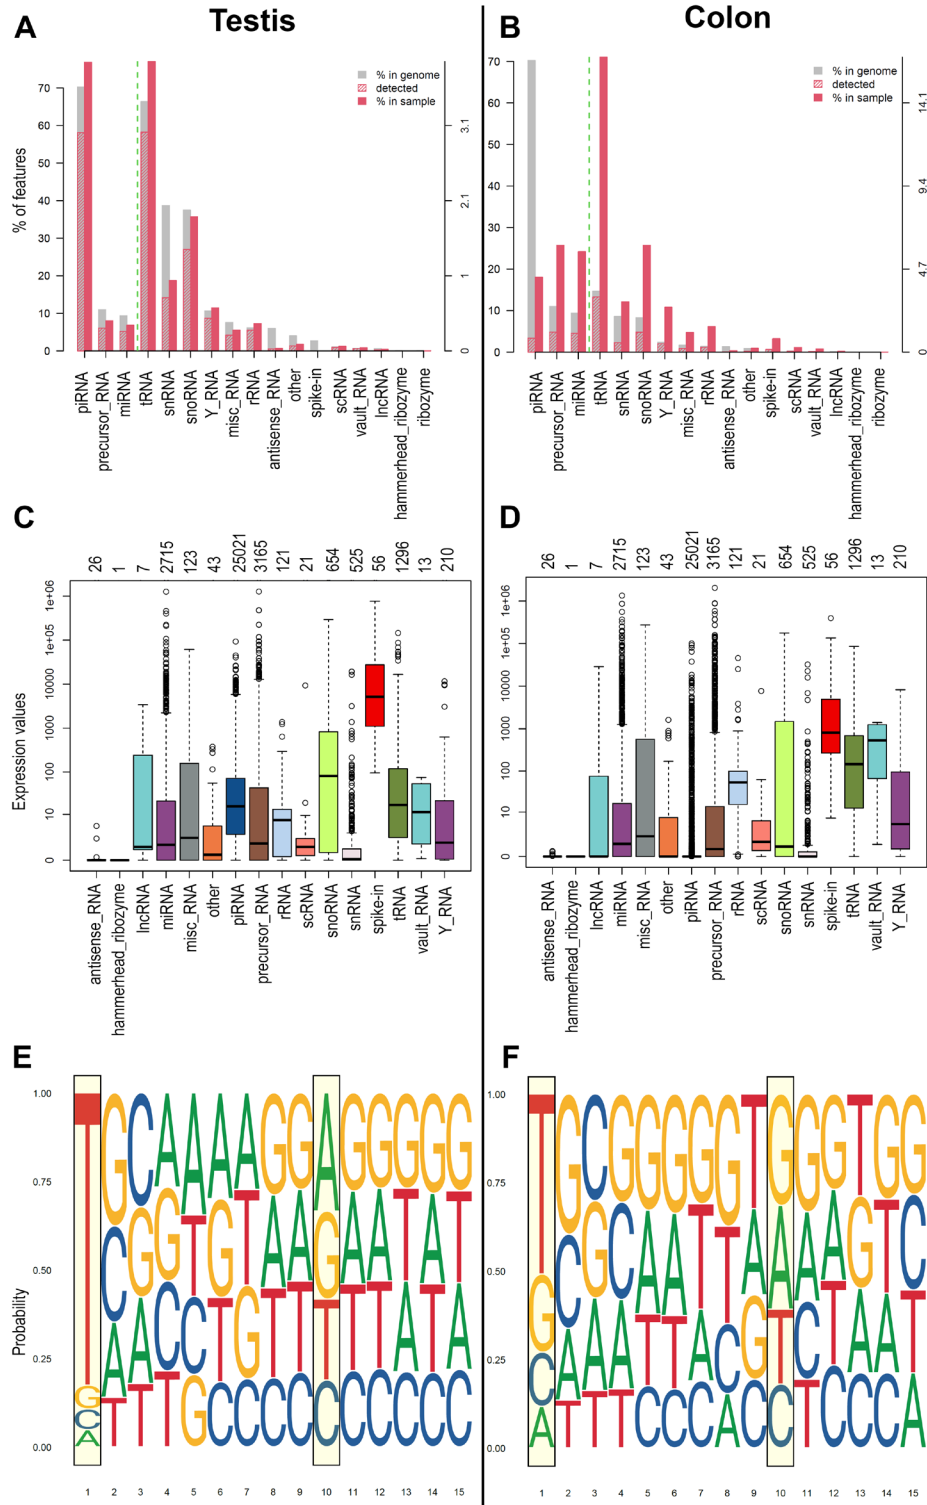 Testis
Colon
A
B
% in genome
detected
% in sample
% in genome
detected
% in sample
% of features
70
60
50
40
30
20
10
0
3.1
2.1
1
0
70
60
50
40
30
20
10
0
14.1
9.4
4.7
0
piRNA
precursor_RNA
miRNA
tRNA
snRNA
snoRNA
Y_RNA
misc_RNA
rRNA
antisense_RNA
other
spike-in
scRNA
vault_RNA
lncRNA
hammerhead_ribozyme
ribozyme
piRNA
precursor_RNA
miRNA
tRNA
snRNA
snoRNA
Y_RNA
misc_RNA
rRNA
antisense_RNA
other
spike-in
scRNA
vault_RNA
lncRNA
hammerhead_ribozyme
ribozyme
C
D
26
1
7
2715
123
43
25021
3165
121
21
654
525
56
1296
13
210
26
1
7
2715
123
43
25021
3165
121
21
654
525
56
1296
13
210
Expression values
1e+06
1e+05
10000
1000
100
10
0
1e+06
1e+05
10000
1000
100
10
0
antisense_RNA
hammerhead_ribozyme
lncRNA
miRNA
misc_RNA
other
piRNA
precursor_RNA
rRNA
scRNA
snoRNA
snRNA
spike-in
tRNA
vault_RNA
Y_RNA
antisense_RNA
hammerhead_ribozyme
lncRNA
miRNA
misc_RNA
other
piRNA
precursor_RNA
rRNA
scRNA
snoRNA
snRNA
spike-in
tRNA
vault_RNA
Y_RNA
E
F
Probability
1.00
0.75
0.50
0.25
0.00
1.00
0.75
0.50
0.25
0.00
T G C A A A A G G A G G G G G
G C G G T G T A A G A A T A T
C A A C C T G T T T T T A T A
A T T T G C C C C C C C C C C
T G C G G G G G T G G G T G G
G C G C A A T T A A A A G T C
C A A A T T A C G T C T A A T
A T T T C C C A C C T C C C A
1 2 3 4 5 6 7 8 9 10 11 12 13 14 15
1 2 3 4 5 6 7 8 9 10 11 12 13 14 15